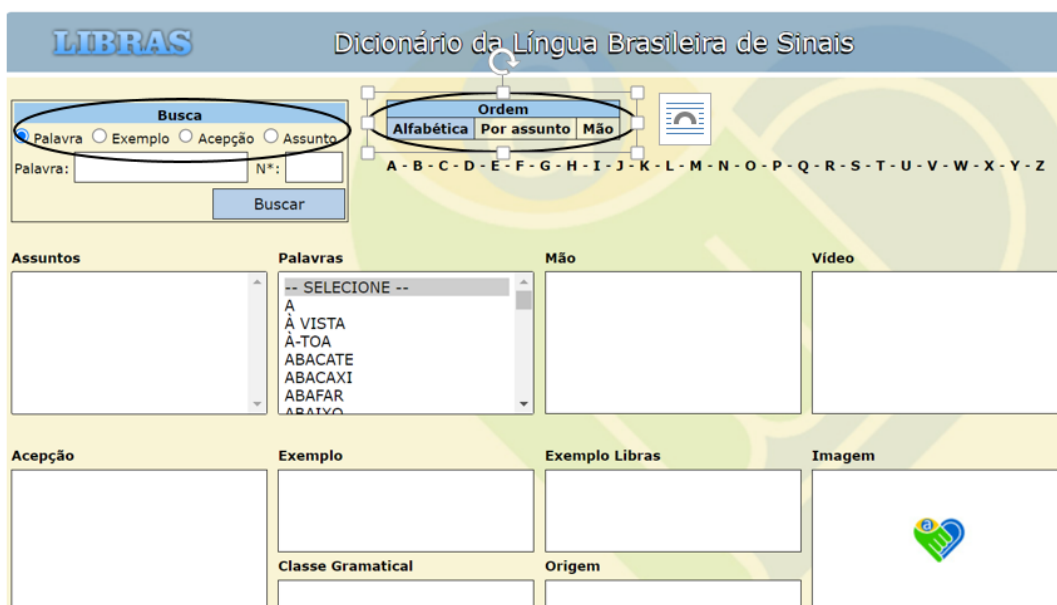 LIBRAS
Dicionário da Língua Brasileira de Sinais
Busca
Palavra Exemplo Acepção Assunto
Palavra: N*:
Buscar
Ordem
Alfabética Por assunto Mão
A - B - C - D - E - F - G - H - I - J - K - L - M - N - O - P - Q - R - S - T - U - V - W - X - Y - Z
Assuntos
Palavras
-- SELECIONE --
A
À VISTA
À-TOA
ABACATE
ABACAXI
ABAFAR
ABAIXO
Mão
Vídeo
Acepção
Exemplo
Exemplo Libras
Imagem
a
Classe Gramatical
Origem